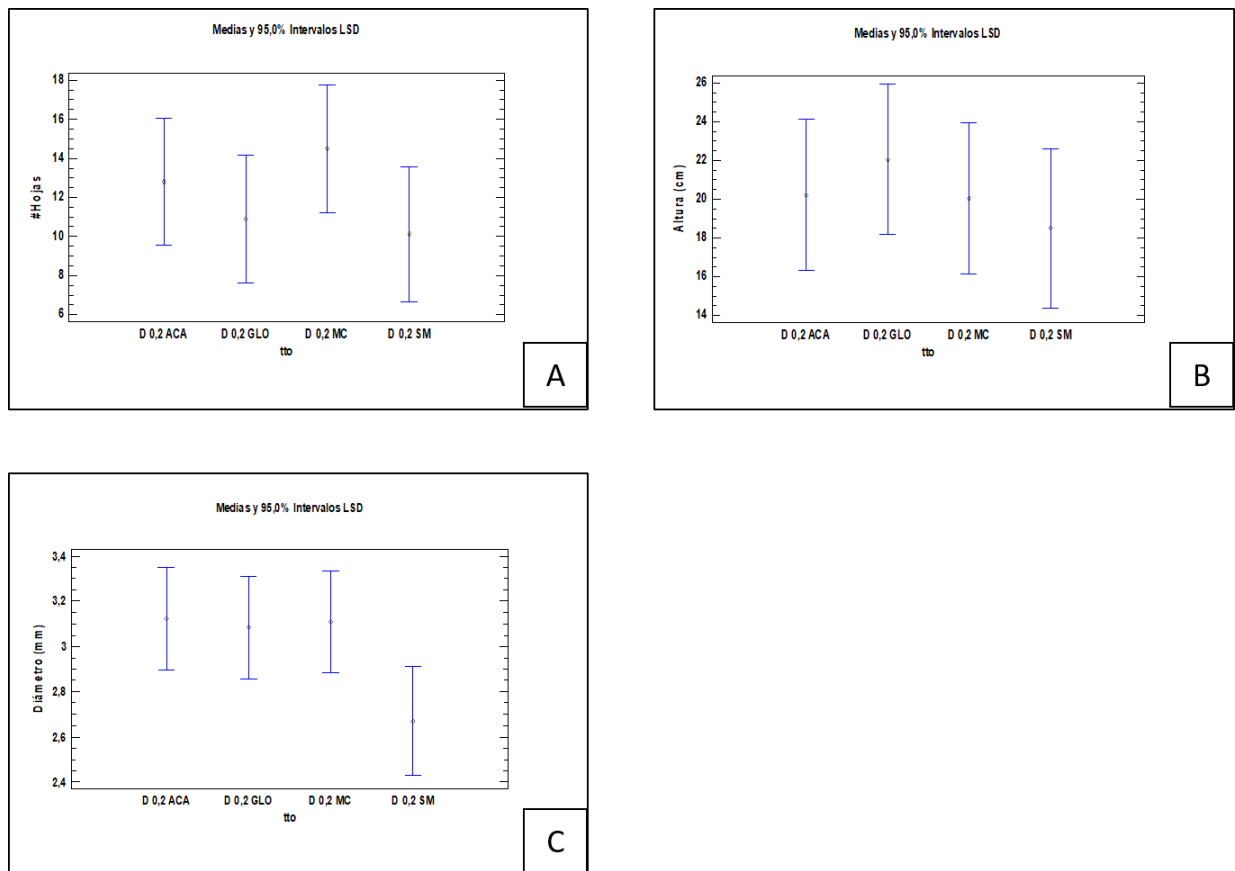 Medias y 95,0% Intervalos LSD
18
16
14
12
10
8
6
#Hojas
D 0,2 ACA D 0,2 GLO D 0,2 MC D 0,2 SM
tto
A
Medias y 95,0% Intervalos LSD
26
24
22
20
18
16
14
Altura (cm)
D 0,2 ACA D 0,2 GLO D 0,2 MC D 0,2 SM
tto
B
Medias y 95,0% Intervalos LSD
3,4
3,2
3
2,8
2,6
2,4
Diámetro (mm)
D 0,2 ACA D 0,2 GLO D 0,2 MC D 0,2 SM
tto
C